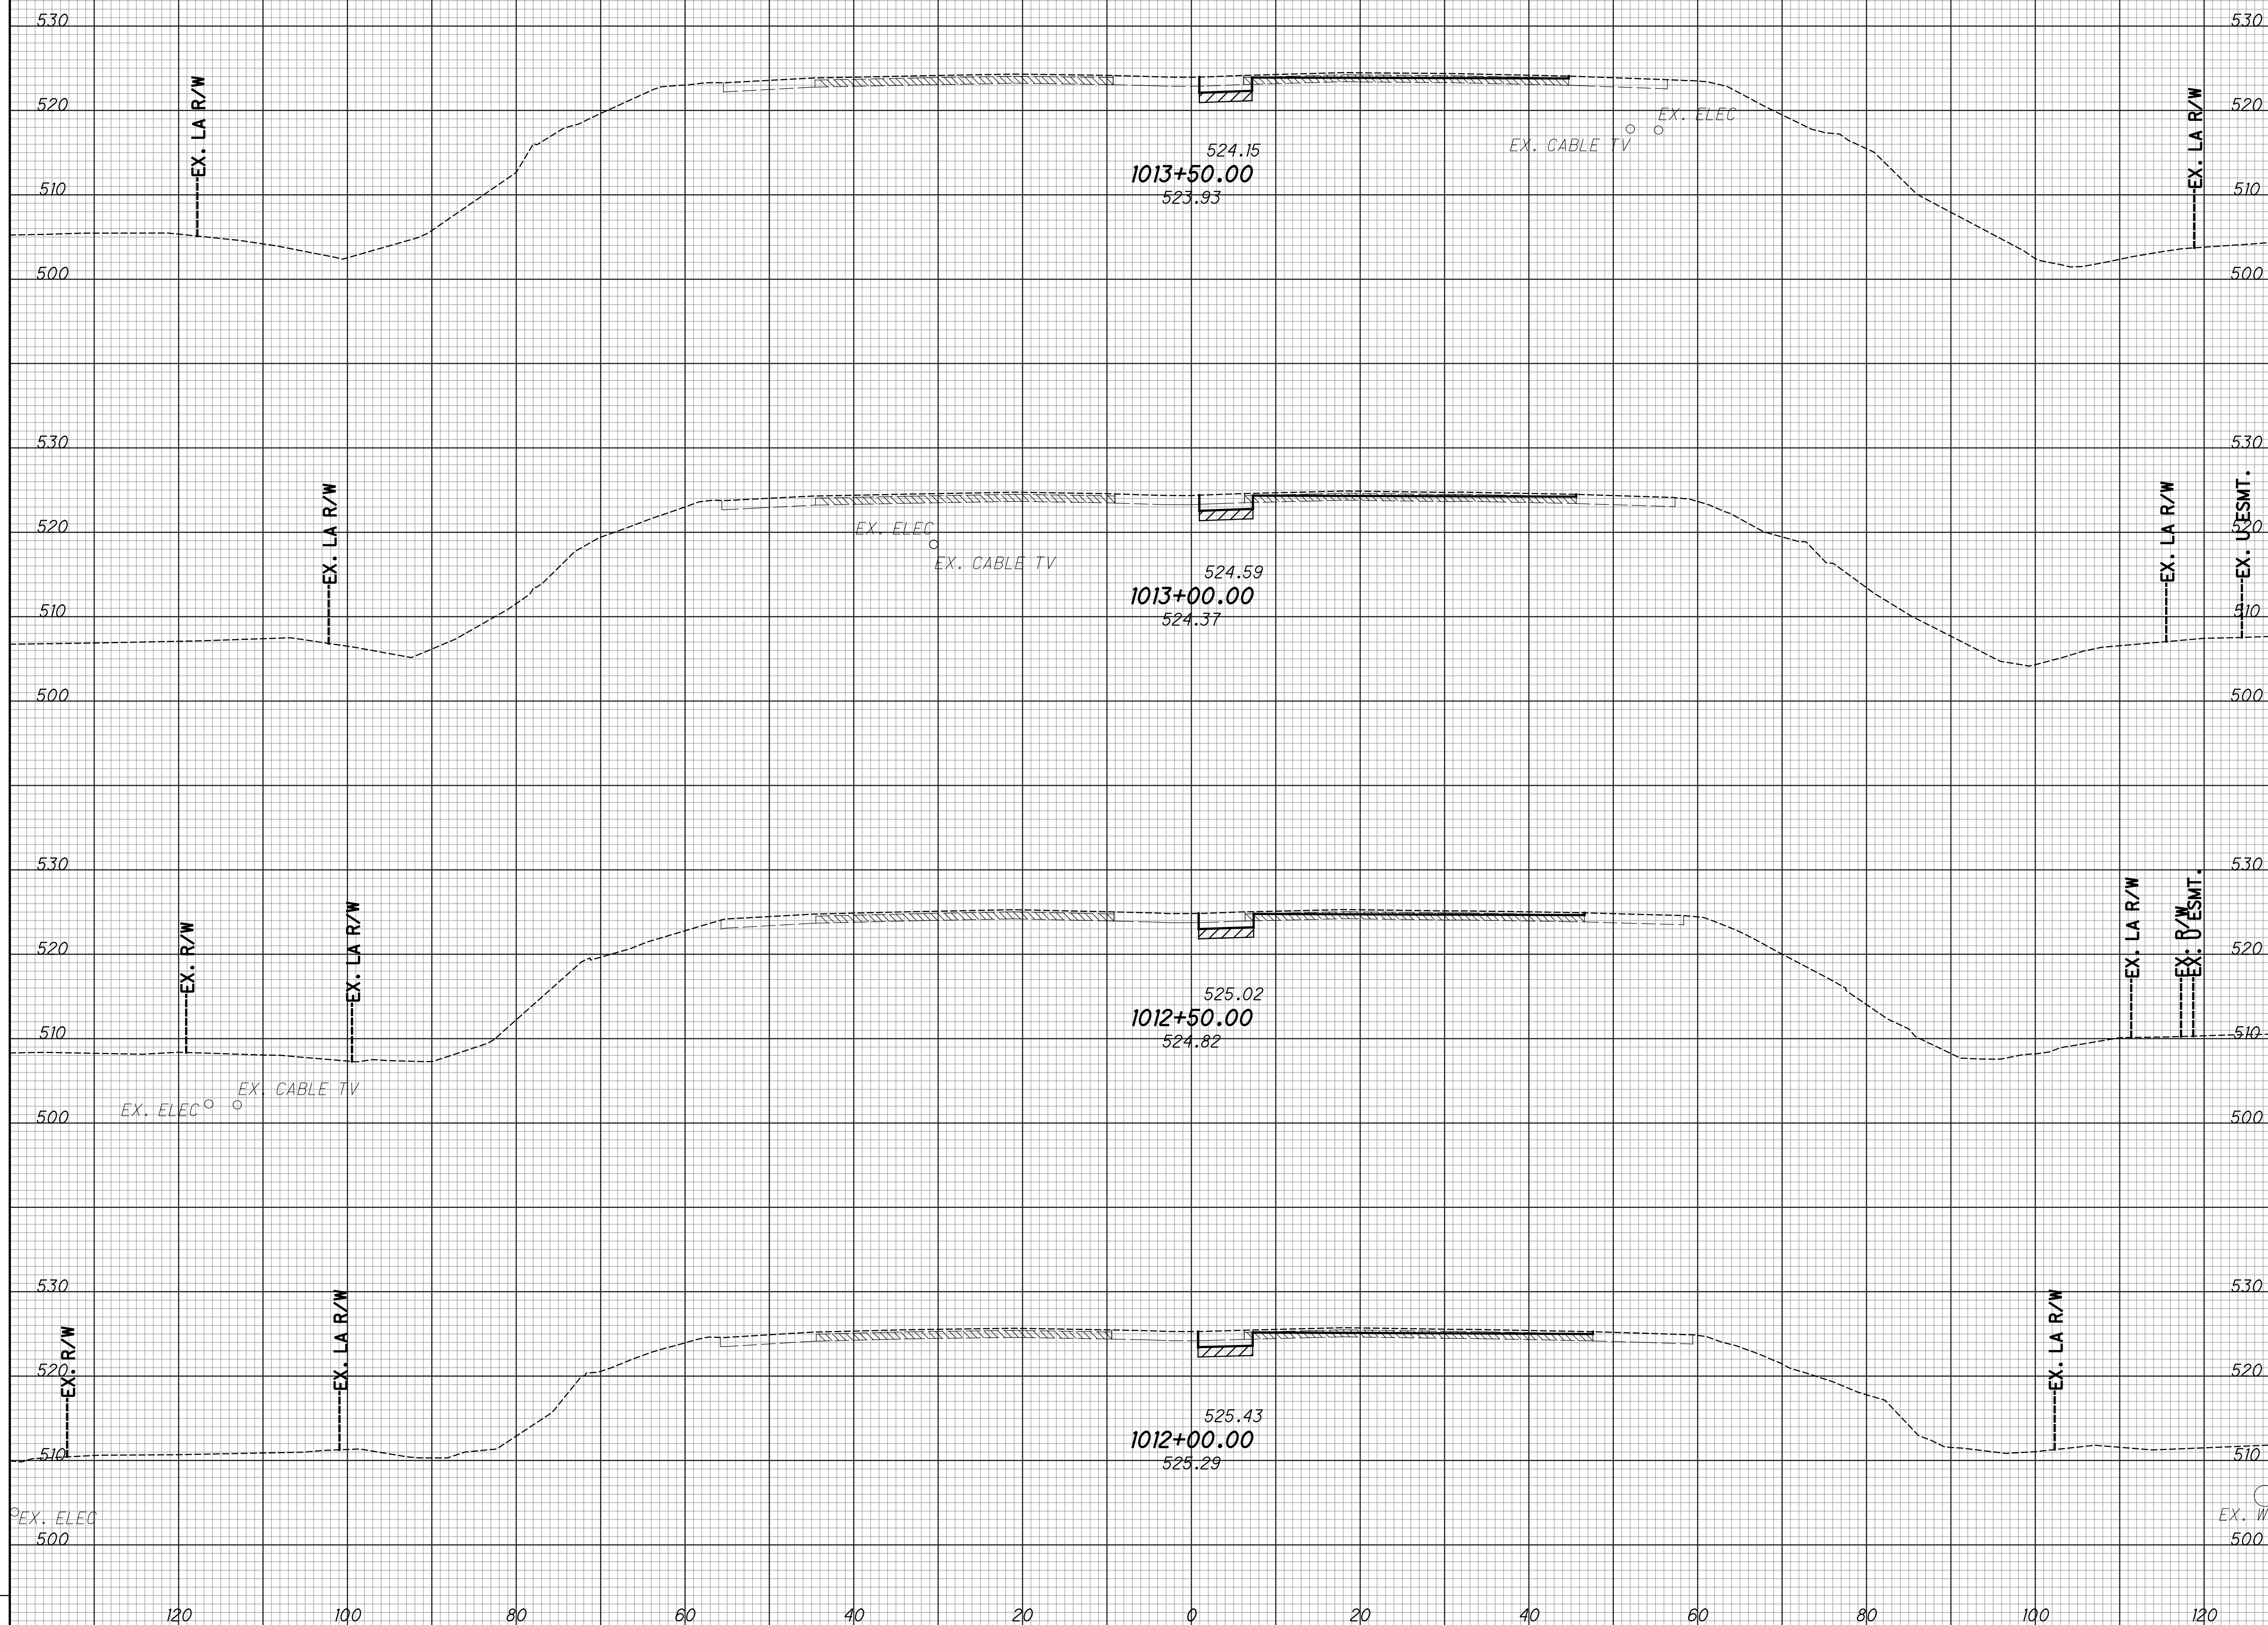 530 530
EX. LA R/W EX. LA R/W
520 520
EX. ELEC
EX. CABLE TV
524.15
1013+50.00
523.93
510 510
500 500
530 530
EX. LA R/W EX. LA R/W EX. U ESMT.
520 520
EX. ELEC
EX. CABLE TV
524.59
1013+00.00
524.37
510 510
500 500
530 530
EX. R/W EX. LA R/W EX. LA R/W EX. R/W EX. U ESMT.
520 520
525.02
1012+50.00
524.82
510 510
EX. CABLE TV
EX. ELEC
500 500
530 530
EX. R/W EX. LA R/W EX. LA R/W
520 520
525.43
1012+00.00
525.29
510 510
EX. ELEC EX. W
500 500
120 100 80 60 40 20 0 20 40 60 80 100 120